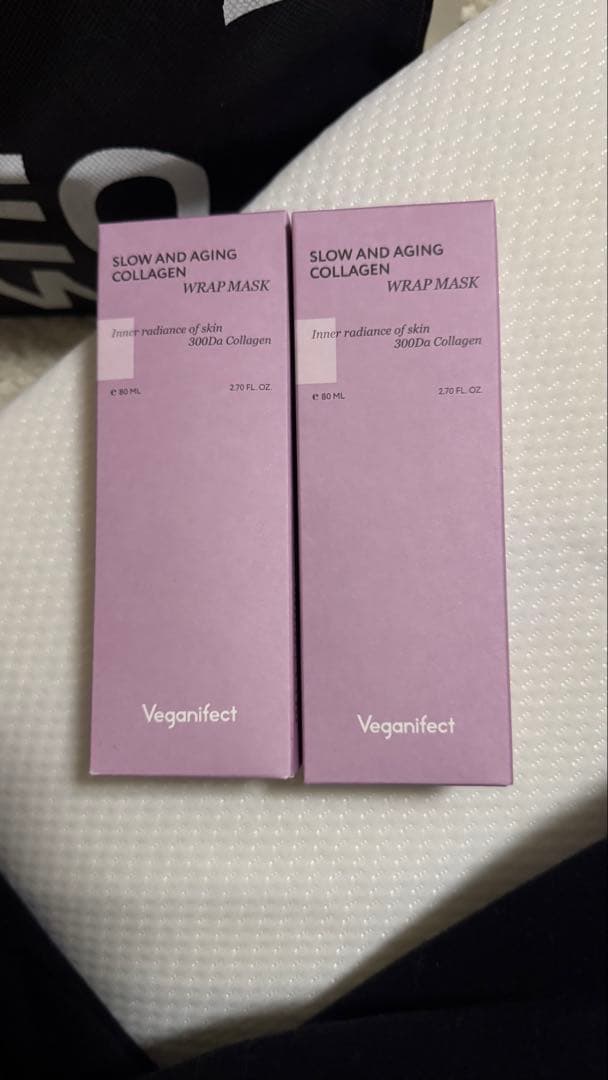 SLOW AND AGING
COLLAGEN
WRAP MASK
Inner radiance of skin
300Da Collagen
e 80 ML 2.70 FL. OZ.
Veganifect
SLOW AND AGING
COLLAGEN
WRAP MASK
Inner radiance of skin
300Da Collagen
e 80 ML 2.70 FL. OZ.
Veganifect